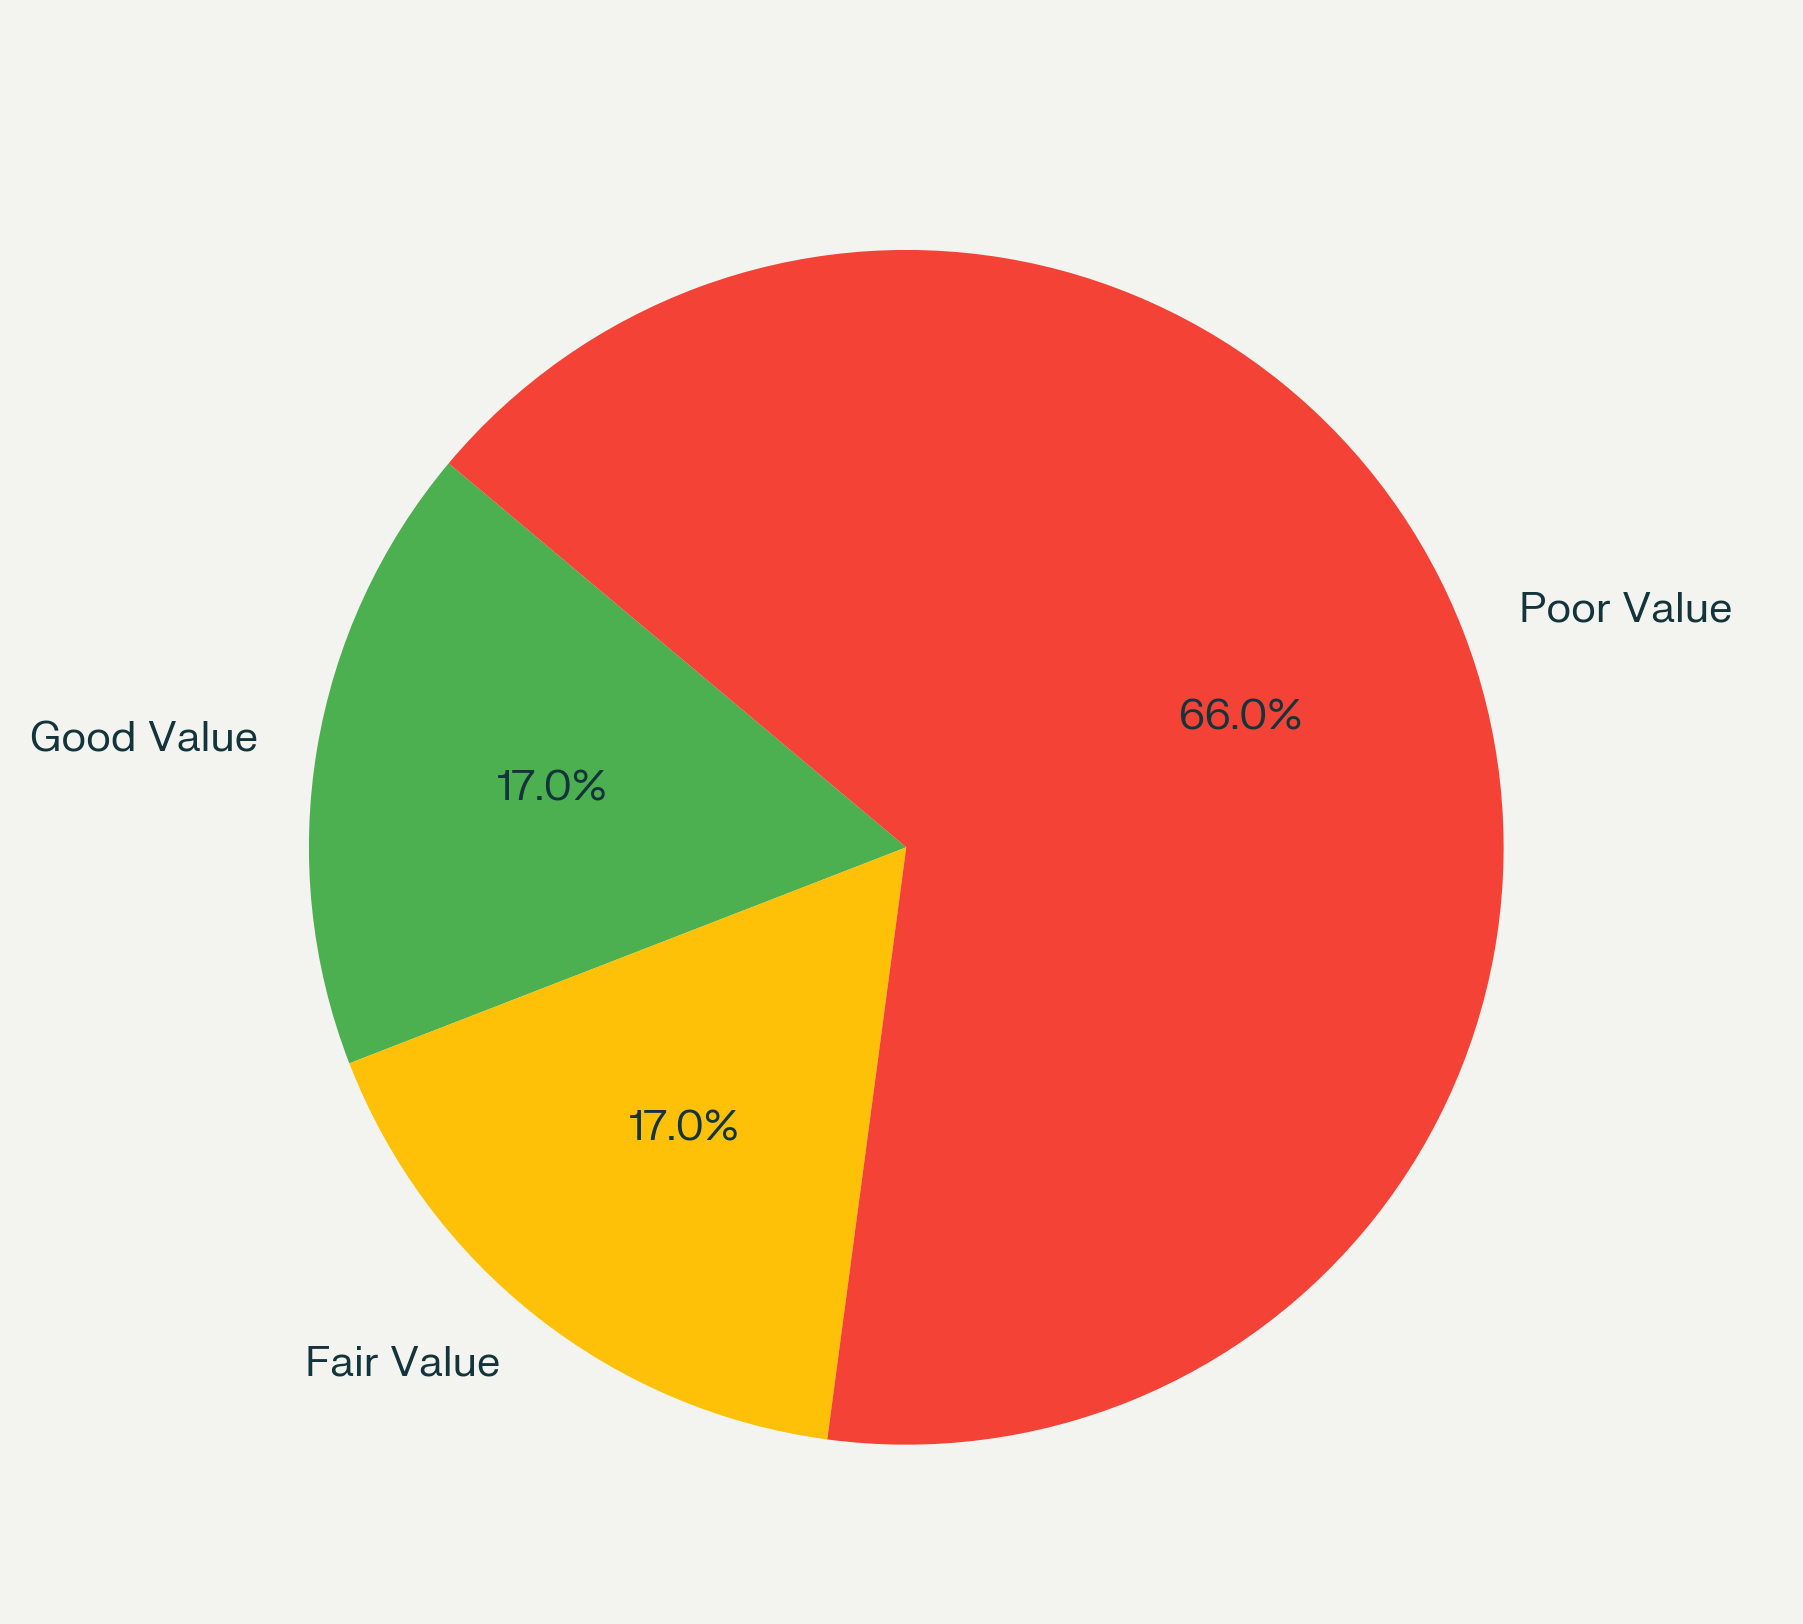 Poor Value
66.0%
Good Value
17.0%
17.0%
Fair Value